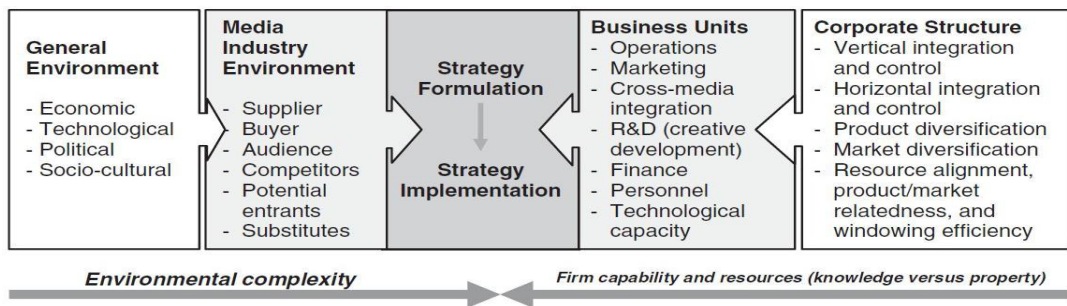 General
Environment
- Economic
- Technological
- Political
- Socio-cultural
Media
Industry
Environment
- Supplier
- Buyer
- Audience
- Competitors
- Potential
entrants
- Substitutes
Strategy
Formulation
Strategy
Implementation
Business Units
- Operations
- Marketing
- Cross-media
integration
- R&D (creative
development)
- Finance
- Personnel
- Technological
capacity
Corporate Structure
- Vertical integration
and control
- Horizontal integration
and control
- Product diversification
- Market diversification
- Resource alignment,
product/market
relatedness, and
windowing efficiency
Environmental complexity
Firm capability and resources (knowledge versus property)